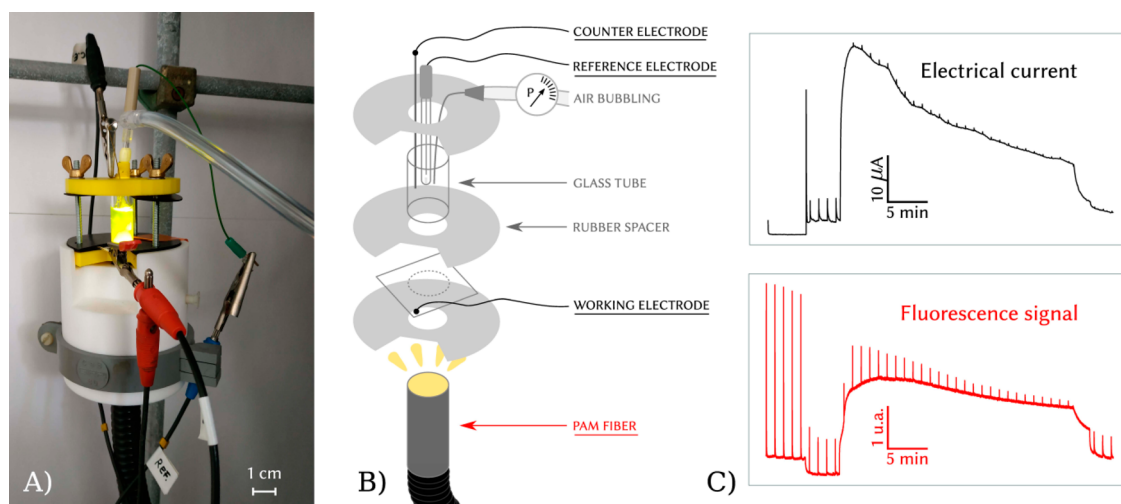 A)
REF.
1 cm
B)
COUNTER ELECTRODE
REFERENCE ELECTRODE
P
AIR BUBBLING
GLASS TUBE
RUBBER SPACER
WORKING ELECTRODE
PAM FIBER
C)
Electrical current
10 µA
5 min
Fluorescence signal
1 u.a.
5 min